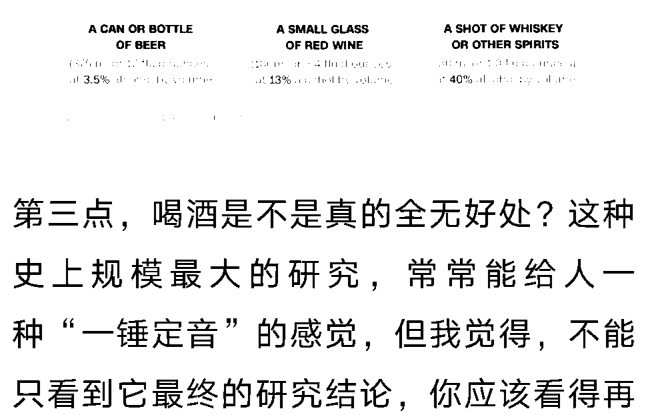 A CAN OR BOTTLE
OF BEER
at 3.5%
A SMALL GLASS
OF RED WINE
at 13% alcohol by volume
A SHOT OF WHISKEY
OR OTHER SPIRITS
at 40%
第三点，喝酒是不是真的全无好处？这种
史上规模最大的研究，常常能给人一
种“一锤定音”的感觉，但我觉得，不能
只看到它最终的研究结论，你应该看得再